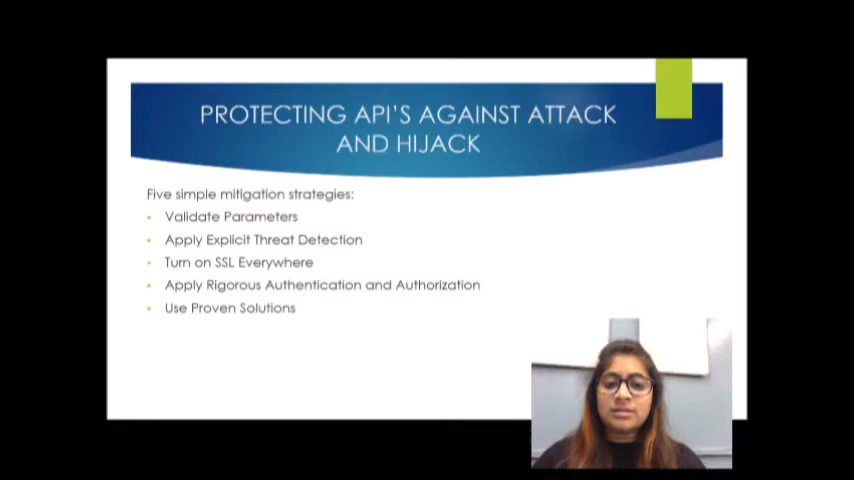 PROTECTING API'S AGAINST ATTACK
AND HIJACK
Five simple mitigation strategies:
Validate Parameters
Apply Explicit Threat Detection
Turn on SSL Everywhere
Apply Rigorous Authentication and Authorization
Use Proven Solutions